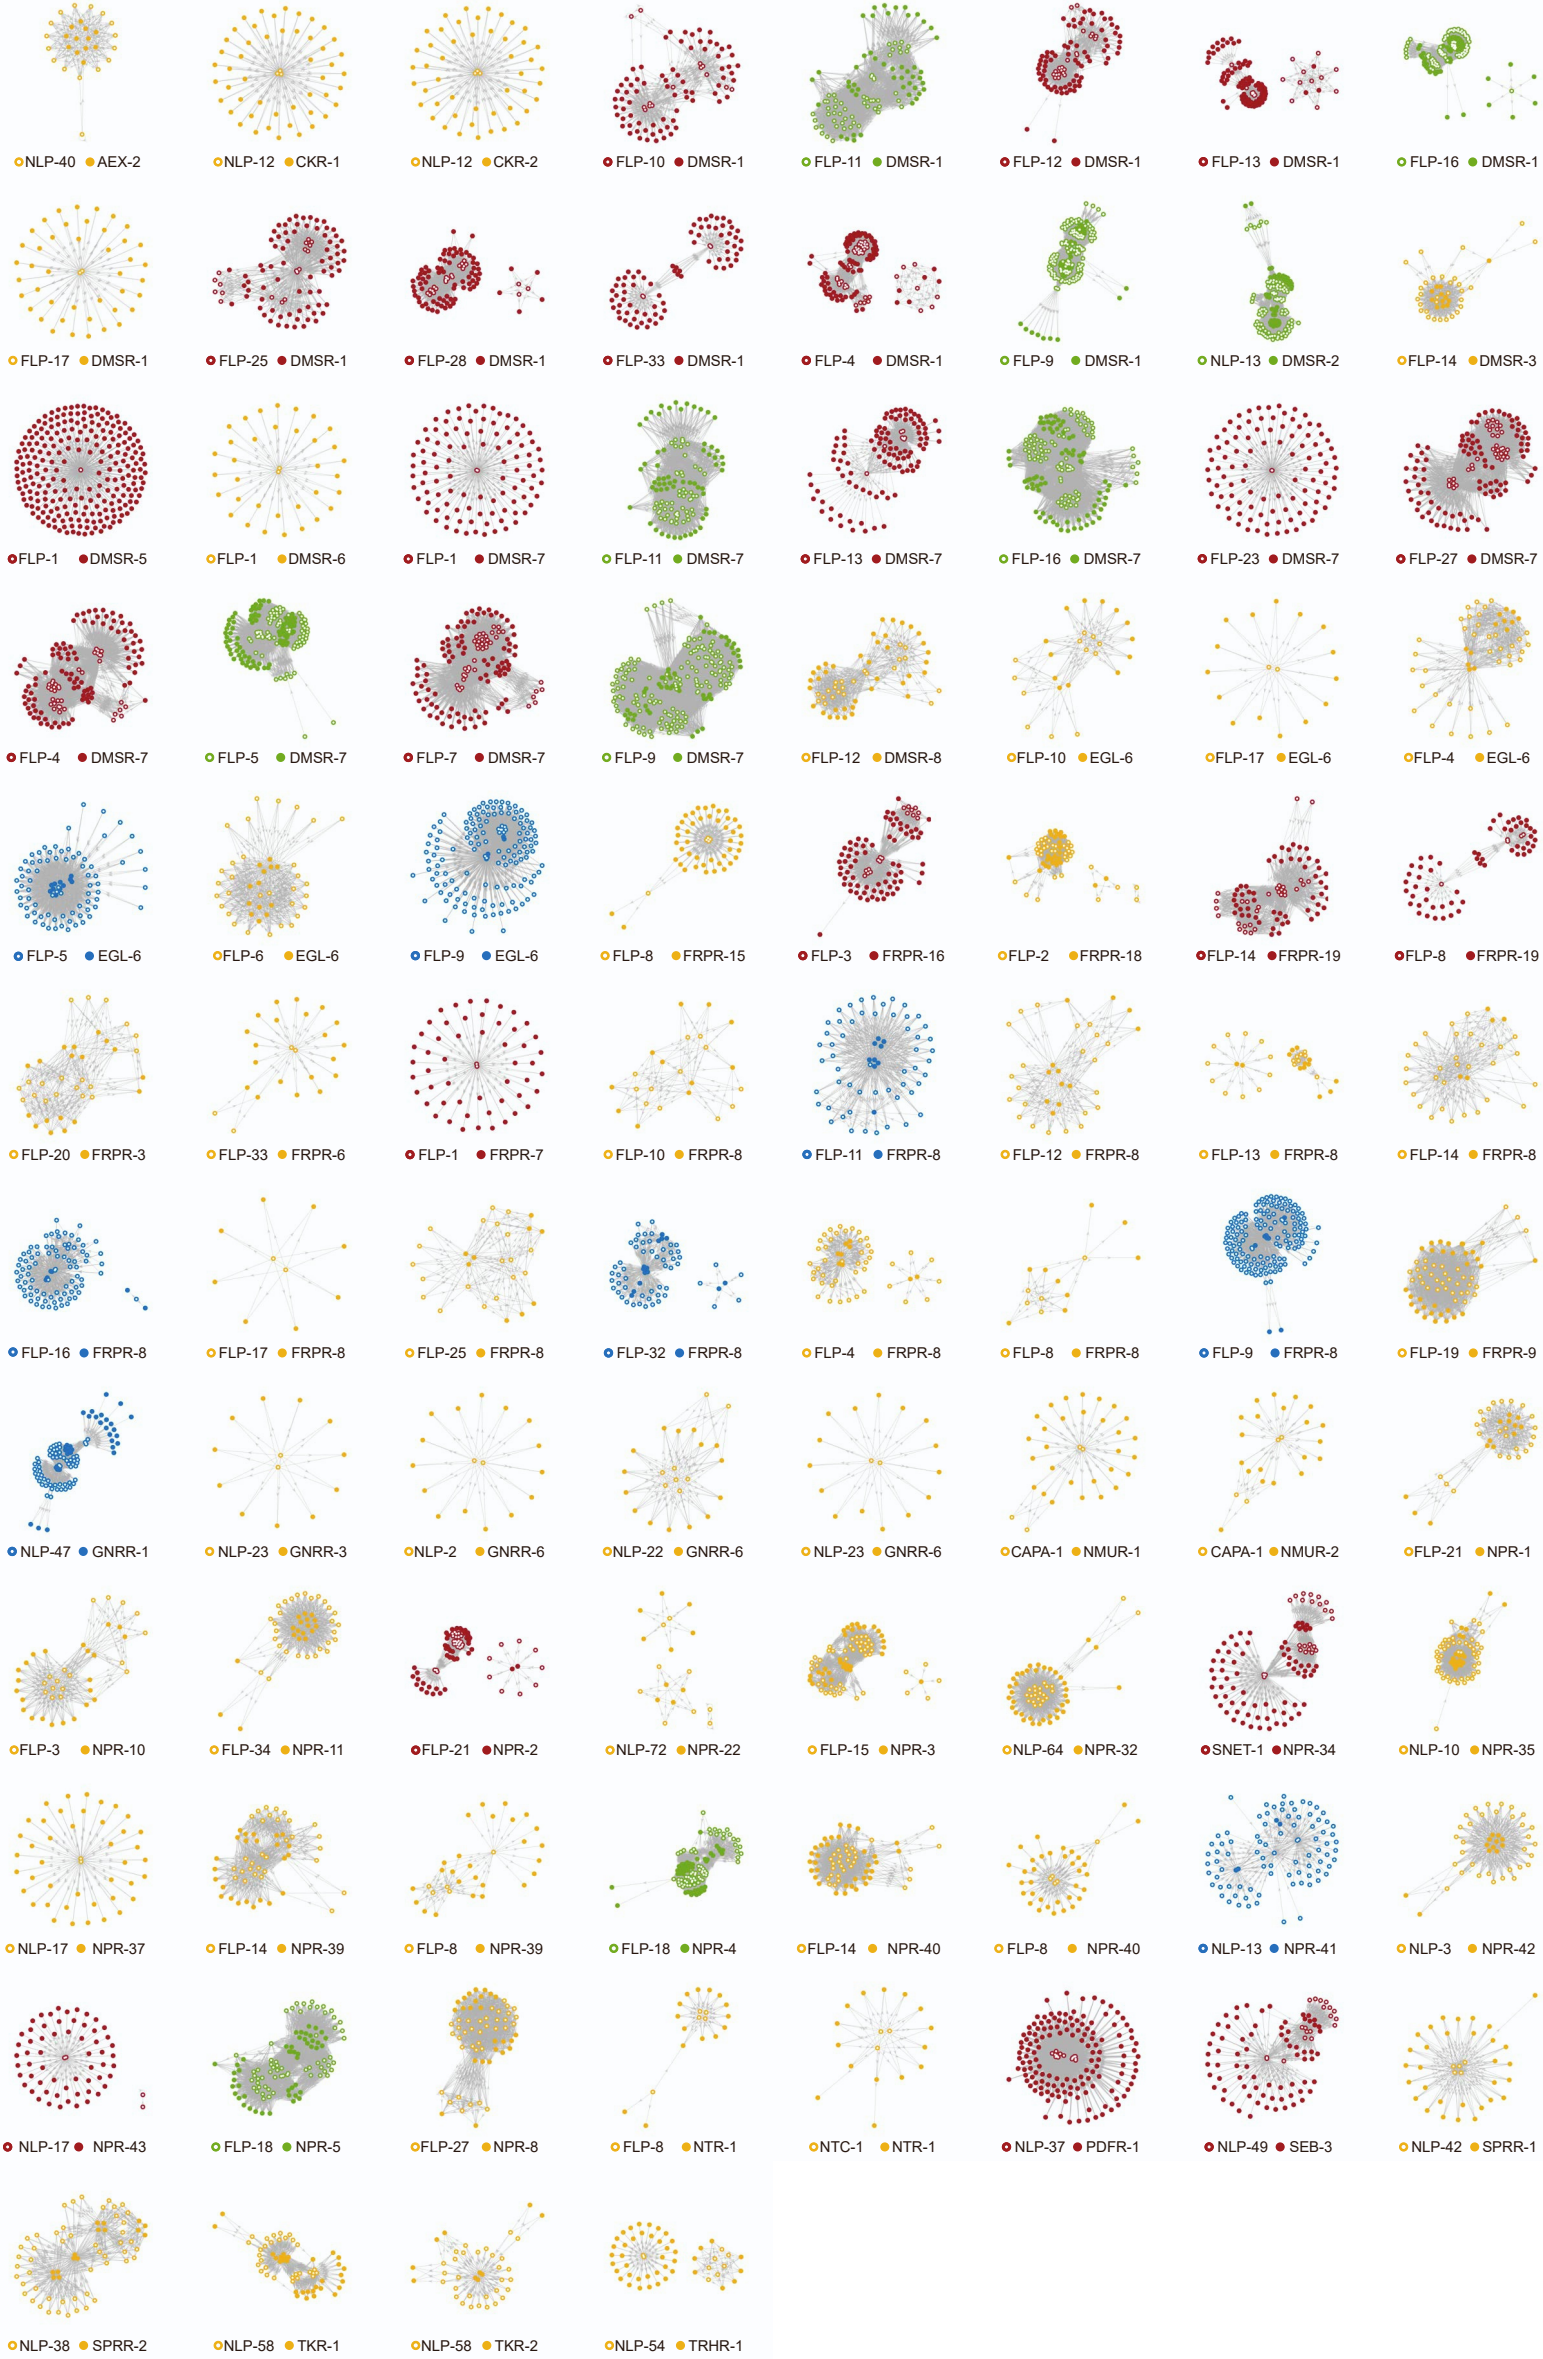 NLP-40 AEX-2 NLP-12 CKR-1 NLP-12 CKR-2 FLP-10 DMSR-1 FLP-11 DMSR-1 FLP-12 DMSR-1 FLP-13 DMSR-1 FLP-16 DMSR-1
FLP-17 DMSR-1 FLP-25 DMSR-1 FLP-28 DMSR-1 FLP-33 DMSR-1 FLP-4 DMSR-1 FLP-9 DMSR-1 NLP-13 DMSR-2 FLP-14 DMSR-3
FLP-1 DMSR-5 FLP-1 DMSR-6 FLP-1 DMSR-7 FLP-11 DMSR-7 FLP-13 DMSR-7 FLP-16 DMSR-7 FLP-23 DMSR-7 FLP-27 DMSR-7
FLP-4 DMSR-7 FLP-5 DMSR-7 FLP-7 DMSR-7 FLP-9 DMSR-7 FLP-12 DMSR-8 FLP-10 EGL-6 FLP-17 EGL-6 FLP-4 EGL-6
FLP-5 EGL-6 FLP-6 EGL-6 FLP-9 EGL-6 FLP-8 FRPR-15 FLP-3 FRPR-16 FLP-2 FRPR-18 FLP-14 FRPR-19 FLP-8 FRPR-19
FLP-20 FRPR-3 FLP-33 FRPR-6 FLP-1 FRPR-7 FLP-10 FRPR-8 FLP-11 FRPR-8 FLP-12 FRPR-8 FLP-13 FRPR-8 FLP-14 FRPR-8
FLP-16 FRPR-8 FLP-17 FRPR-8 FLP-25 FRPR-8 FLP-32 FRPR-8 FLP-4 FRPR-8 FLP-8 FRPR-8 FLP-9 FRPR-8 FLP-19 FRPR-9
NLP-47 GNRR-1 NLP-23 GNRR-3 NLP-2 GNRR-6 NLP-22 GNRR-6 NLP-23 GNRR-6 CAPA-1 NMUR-1 CAPA-1 NMUR-2 FLP-21 NPR-1
FLP-3 NPR-10 FLP-34 NPR-11 FLP-21 NPR-2 NLP-72 NPR-22 FLP-15 NPR-3 NLP-64 NPR-32 SNET-1 NPR-34 NLP-10 NPR-35
NLP-17 NPR-37 FLP-14 NPR-39 FLP-8 NPR-39 FLP-18 NPR-4 FLP-14 NPR-40 FLP-8 NPR-40 NLP-13 NPR-41 NLP-3 NPR-42
NLP-17 NPR-43 FLP-18 NPR-5 FLP-27 NPR-8 FLP-8 NTR-1 NTC-1 NTR-1 NLP-37 PDFR-1 NLP-49 SEB-3 NLP-42 SPRR-1
NLP-38 SPRR-2 NLP-58 TKR-1 NLP-58 TKR-2 NLP-54 TRHR-1